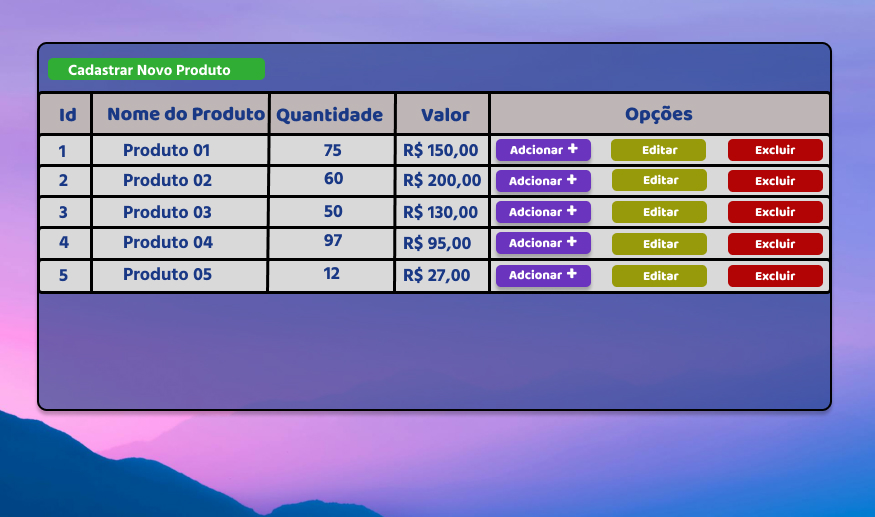 Cadastrar Novo Produto
Id Nome do Produto Quantidade Valor Opções
1 Produto 01 75 R$ 150,00 Adcionar + Editar Excluir
2 Produto 02 60 R$ 200,00 Adcionar + Editar Excluir
3 Produto 03 50 R$ 130,00 Adcionar + Editar Excluir
4 Produto 04 97 R$ 95,00 Adcionar + Editar Excluir
5 Produto 05 12 R$ 27,00 Adcionar + Editar Excluir